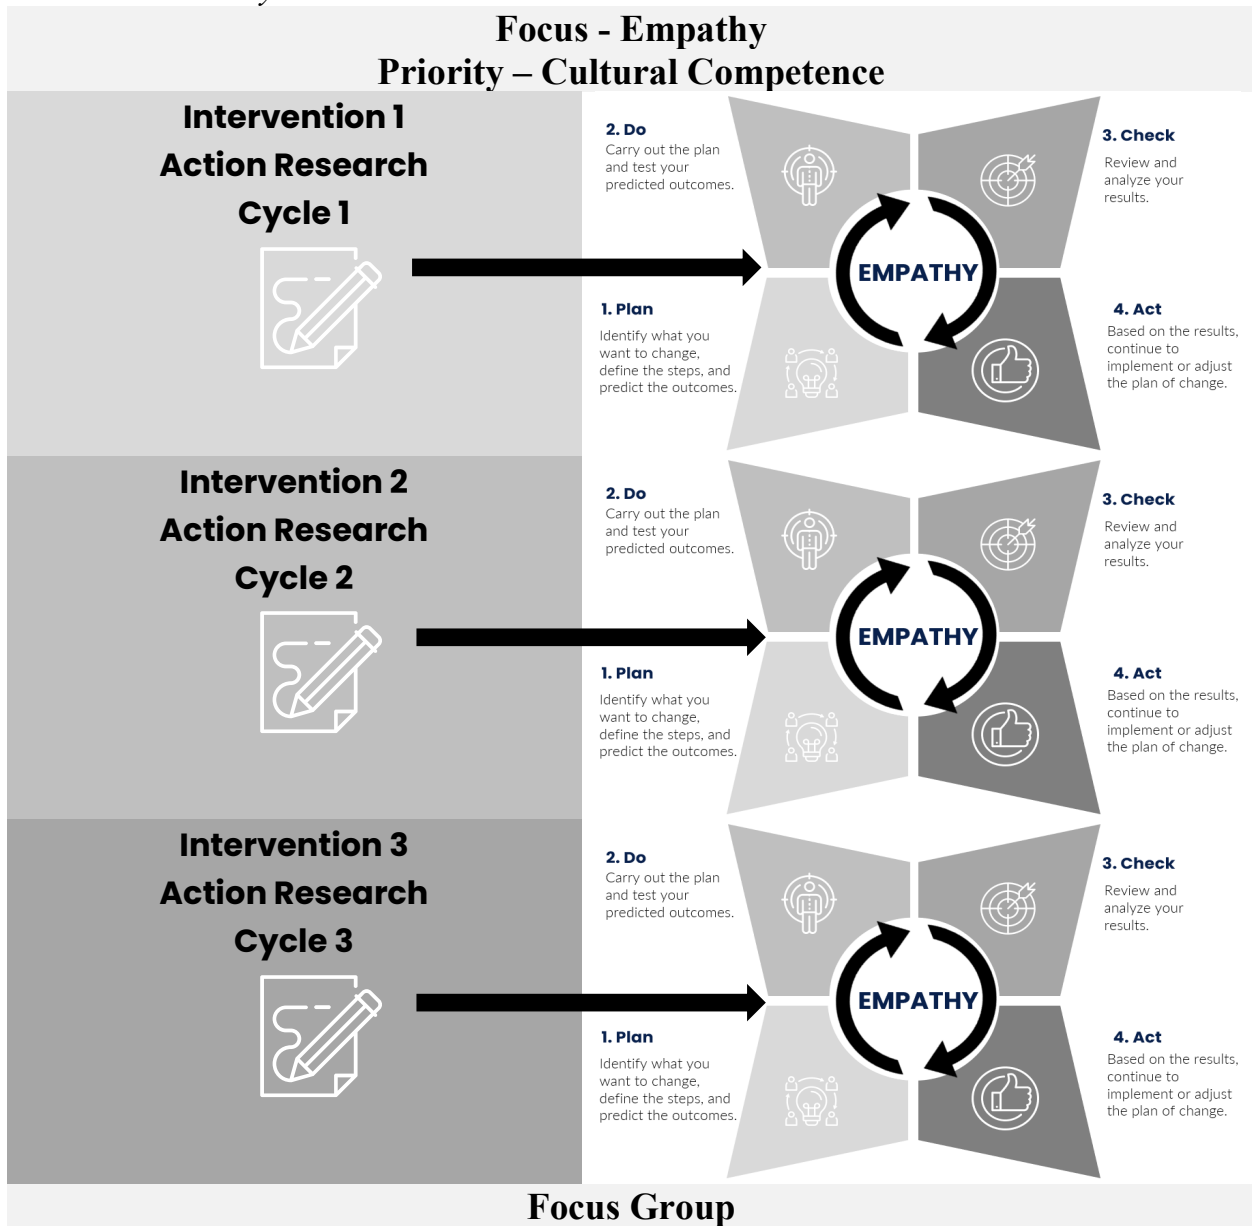 Focus - Empathy
Priority – Cultural Competence
Intervention 1
Action Research
Cycle 1
2. Do
Carry out the plan
and test your
predicted outcomes.
3. Check
Review and
analyze your
results.
EMPATHY
1. Plan
Identify what you
want to change,
define the steps, and
predict the outcomes.
4. Act
Based on the results,
continue to
implement or adjust
the plan of change.
Intervention 2
Action Research
Cycle 2
2. Do
Carry out the plan
and test your
predicted outcomes.
3. Check
Review and
analyze your
results.
EMPATHY
1. Plan
Identify what you
want to change,
define the steps, and
predict the outcomes.
4. Act
Based on the results,
continue to
implement or adjust
the plan of change.
Intervention 3
Action Research
Cycle 3
2. Do
Carry out the plan
and test your
predicted outcomes.
3. Check
Review and
analyze your
results.
EMPATHY
1. Plan
Identify what you
want to change,
define the steps, and
predict the outcomes.
4. Act
Based on the results,
continue to
implement or adjust
the plan of change.
Focus Group